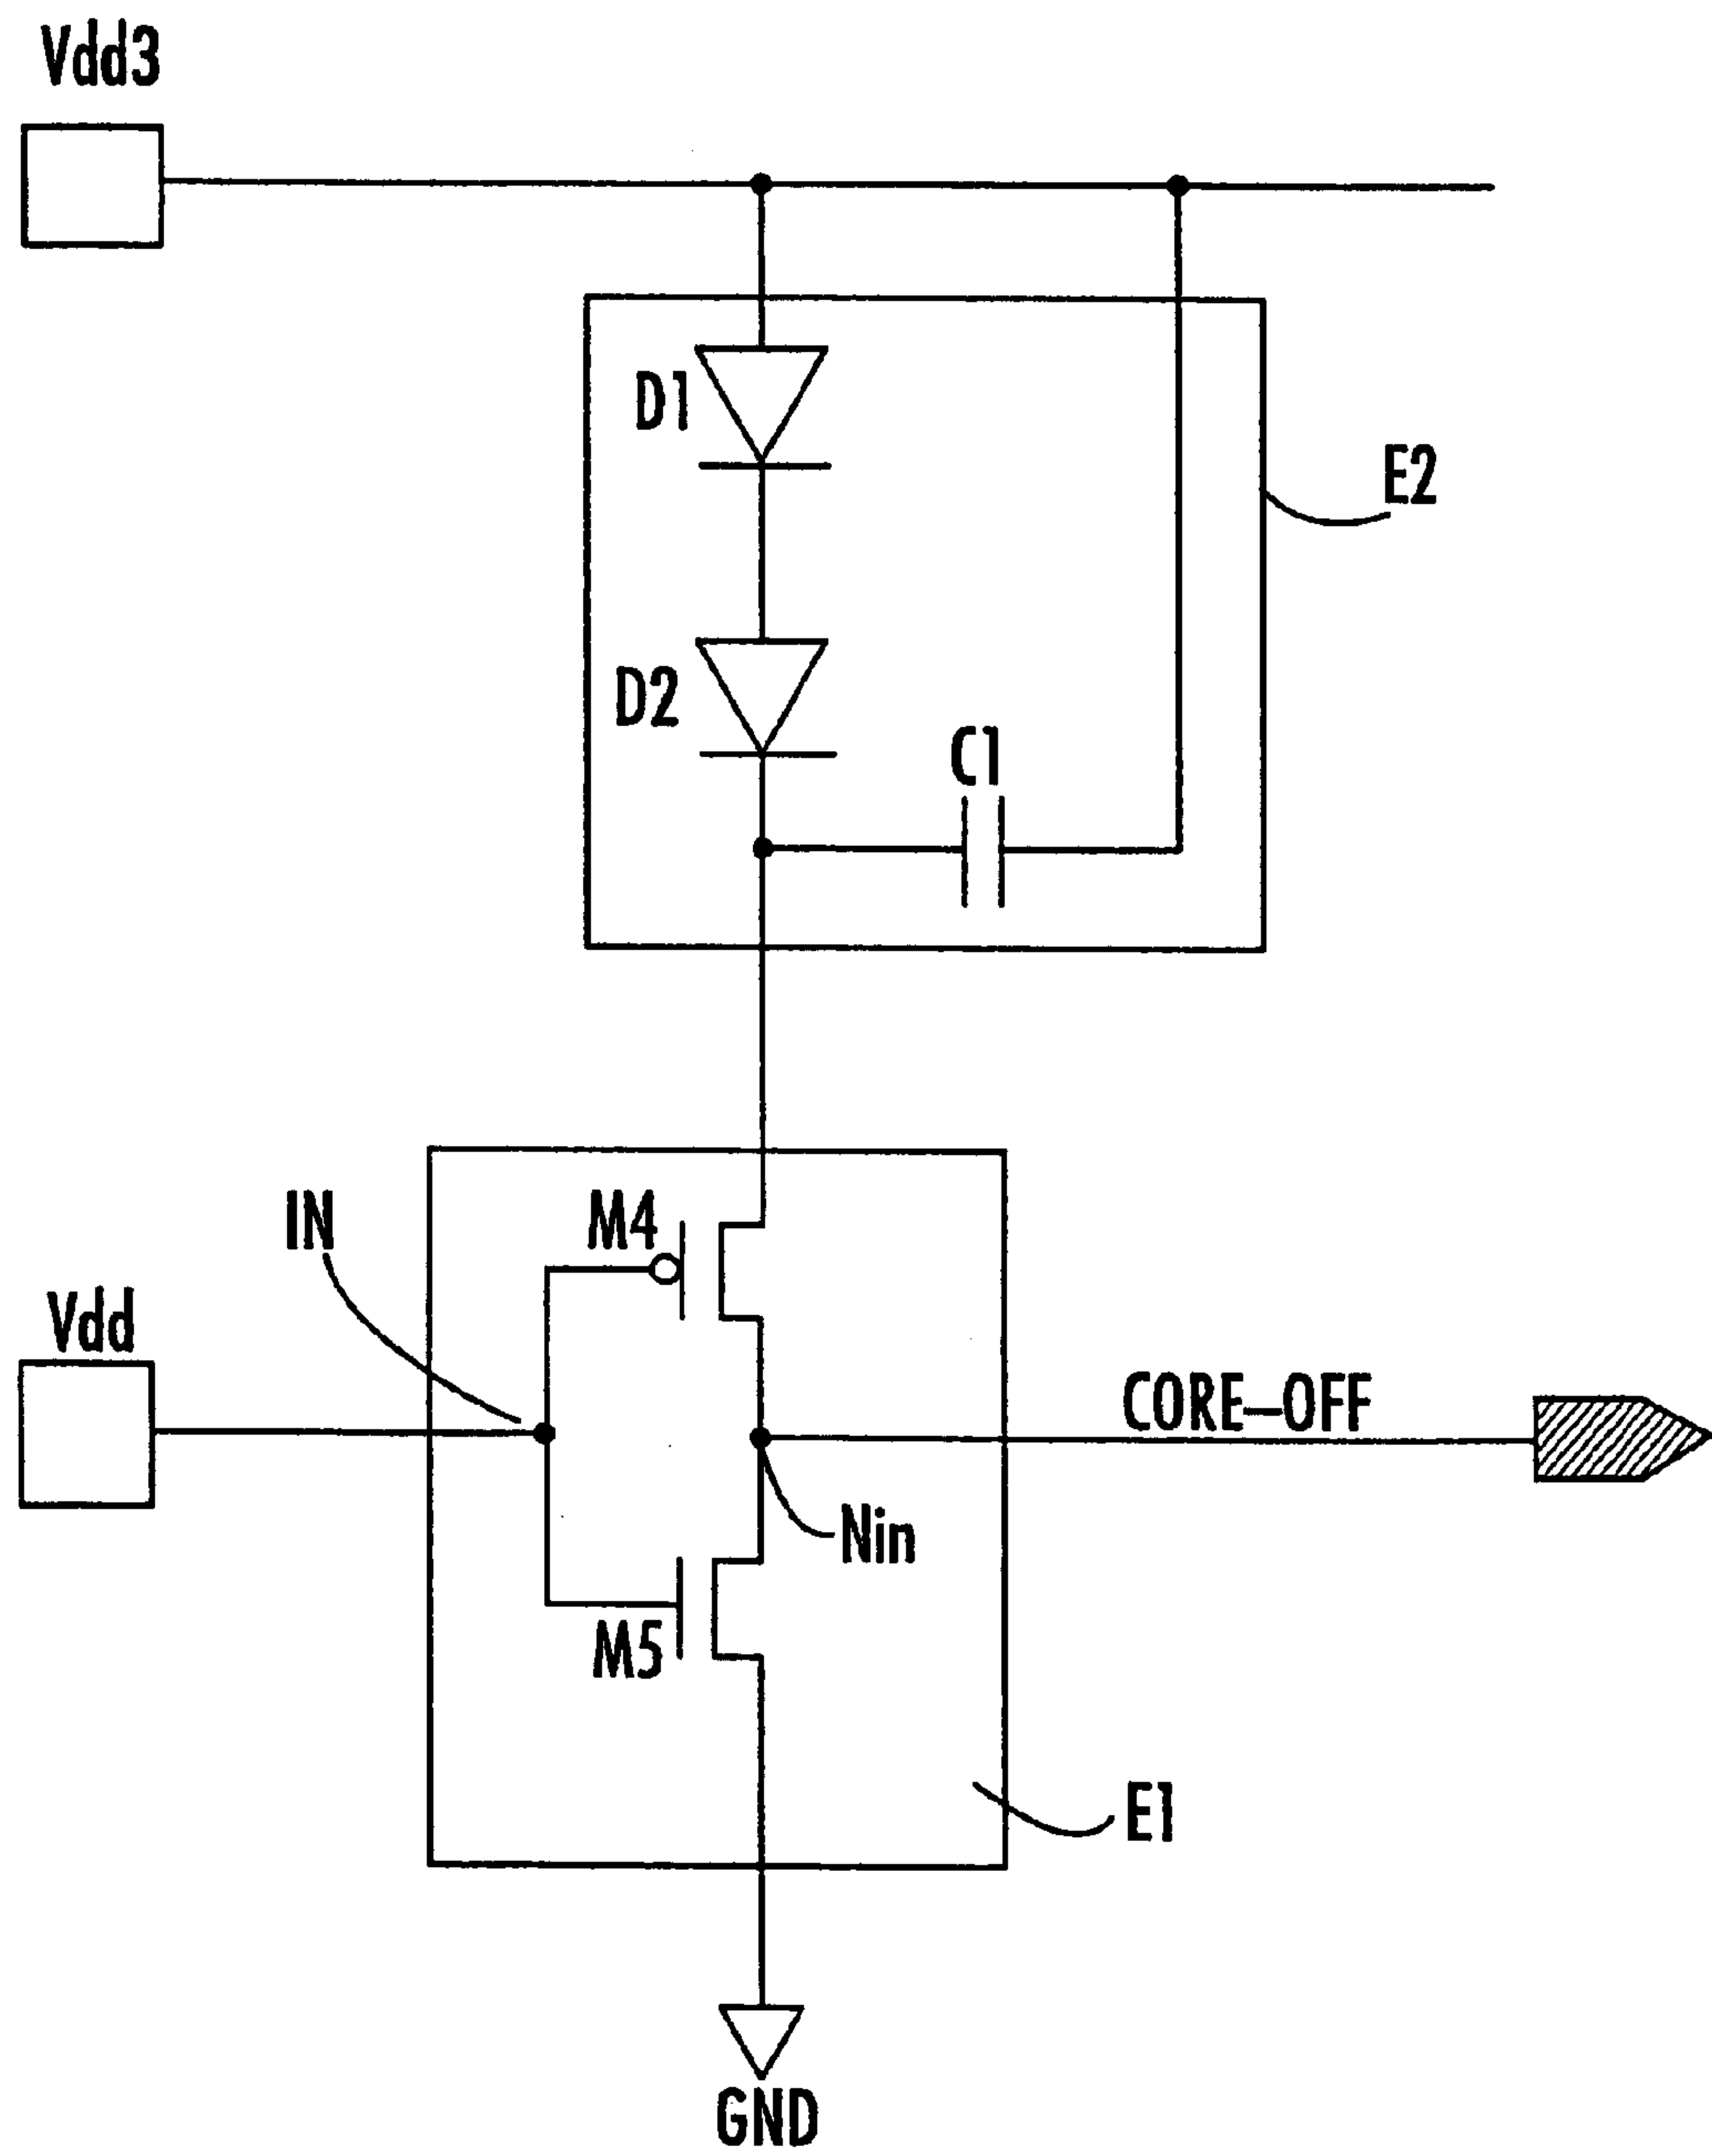 Vdd3
D1
E2
D2
C1
IN
M4
Vdd
CORE-OFF
Nin
M5
E1
GND